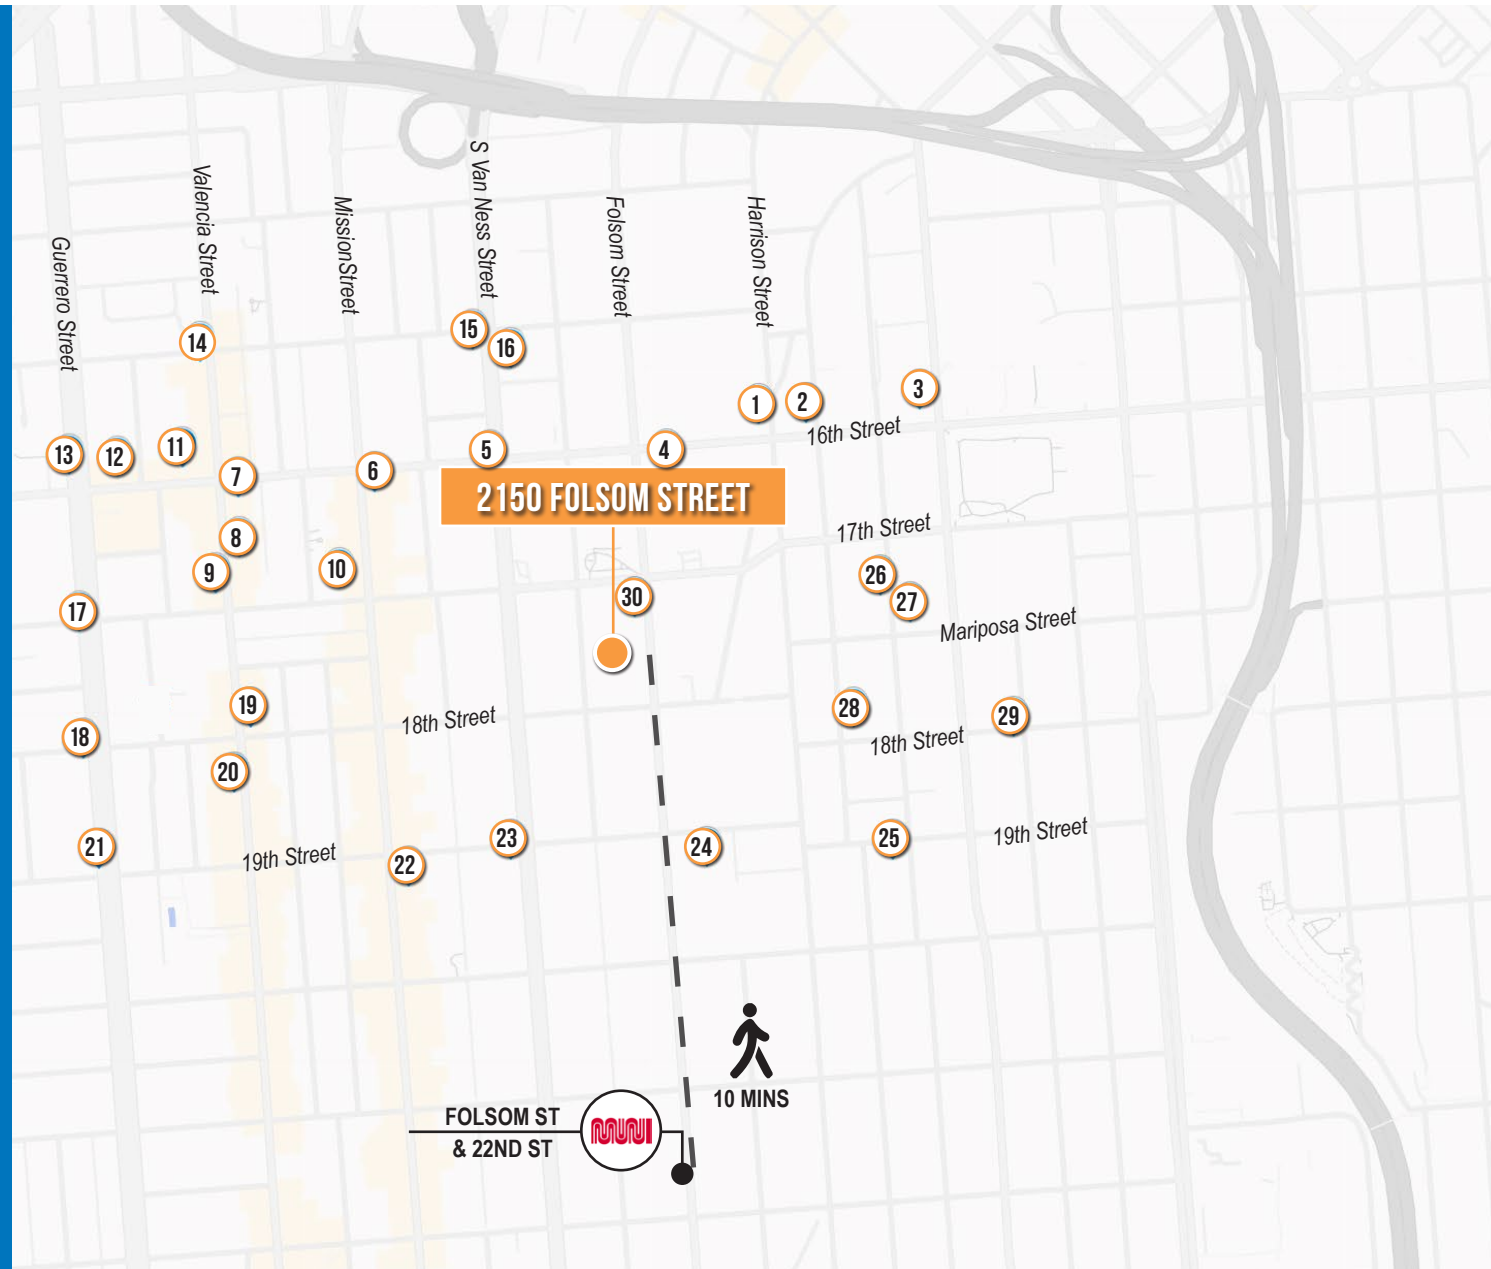 S Van Ness Street
Valencia Street
MissionStreet
Folsom Street
Harrison Street
Guerrero Street
14
15
16
1
2
3
16th Street
13
12
11
7
6
5
4
2150 FOLSOM STREET
17th Street
8
9
10
26
27
30
17
Mariposa Street
19
18
18th Street
28
29
18th Street
20
21
19th Street
22
23
24
25
19th Street
10 MINS
FOLSOM ST
& 22ND ST
MUNI